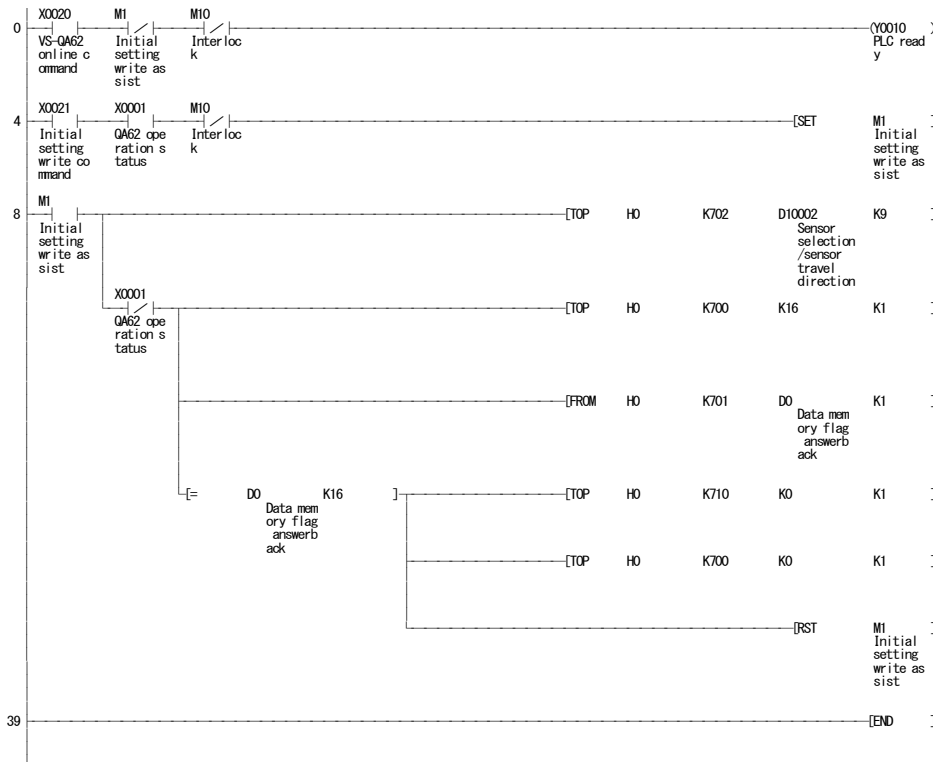 X0020 M1 M10
0 (Y0010 )
VS-QA62 Initial Interloc PLC read
online c setting k y
ommand write as
sist
X0021 X0001 M10
4 [SET M1 ]
Initial QA62 ope Interloc Initial
setting ration s k setting
write co tatus write as
mmand sist
M1
8 [TOP H0 K702 D10002 K9 ]
Initial Sensor
setting selection
write as /sensor
sist travel
direction
X0001
[TOP H0 K700 K16 K1 ]
QA62 ope
ration s
tatus
[FROM H0 K701 D0 K1 ]
Data mem
ory flag
answerb
ack
[= D0 K16 ] [TOP H0 K710 K0 K1 ]
Data mem
ory flag
answerb
ack
[TOP H0 K700 K0 K1 ]
[RST M1 ]
Initial
setting
write as
sist
39 [END ]